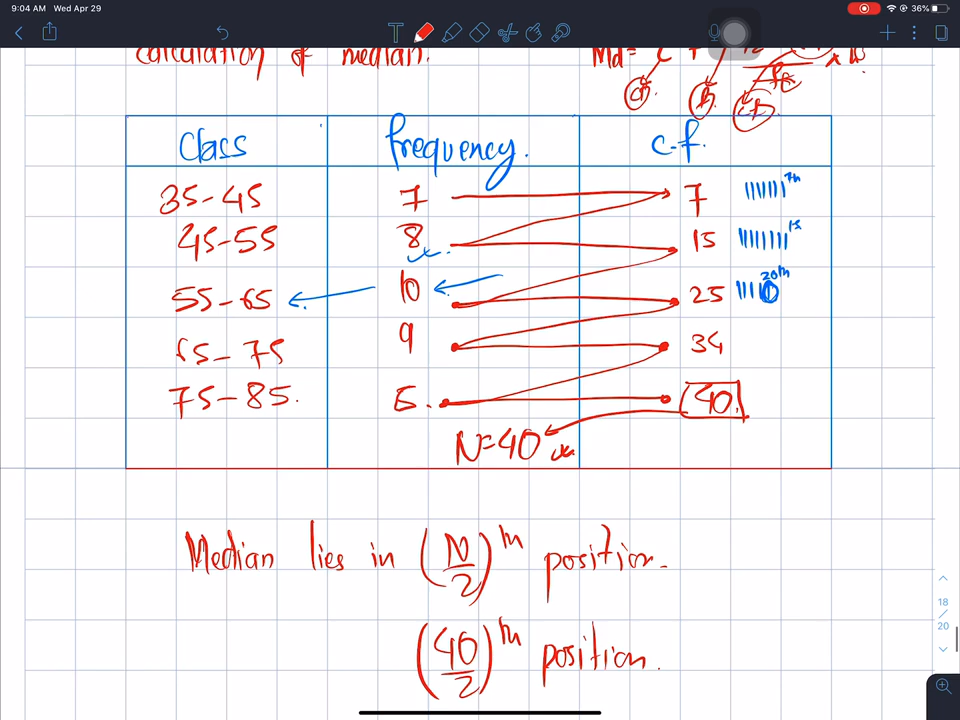 9:04 AM Wed Apr 29
36%
calculation of median.
Md =
class frequency. c.f.
35-45 7 7 7th
45-55 8 15 15
55-65 10 25 20th
65-75 9 34
75-85. 6. 40
N=40
Median lies in (N/2)th position.
(40/2)th position.
18
/
20